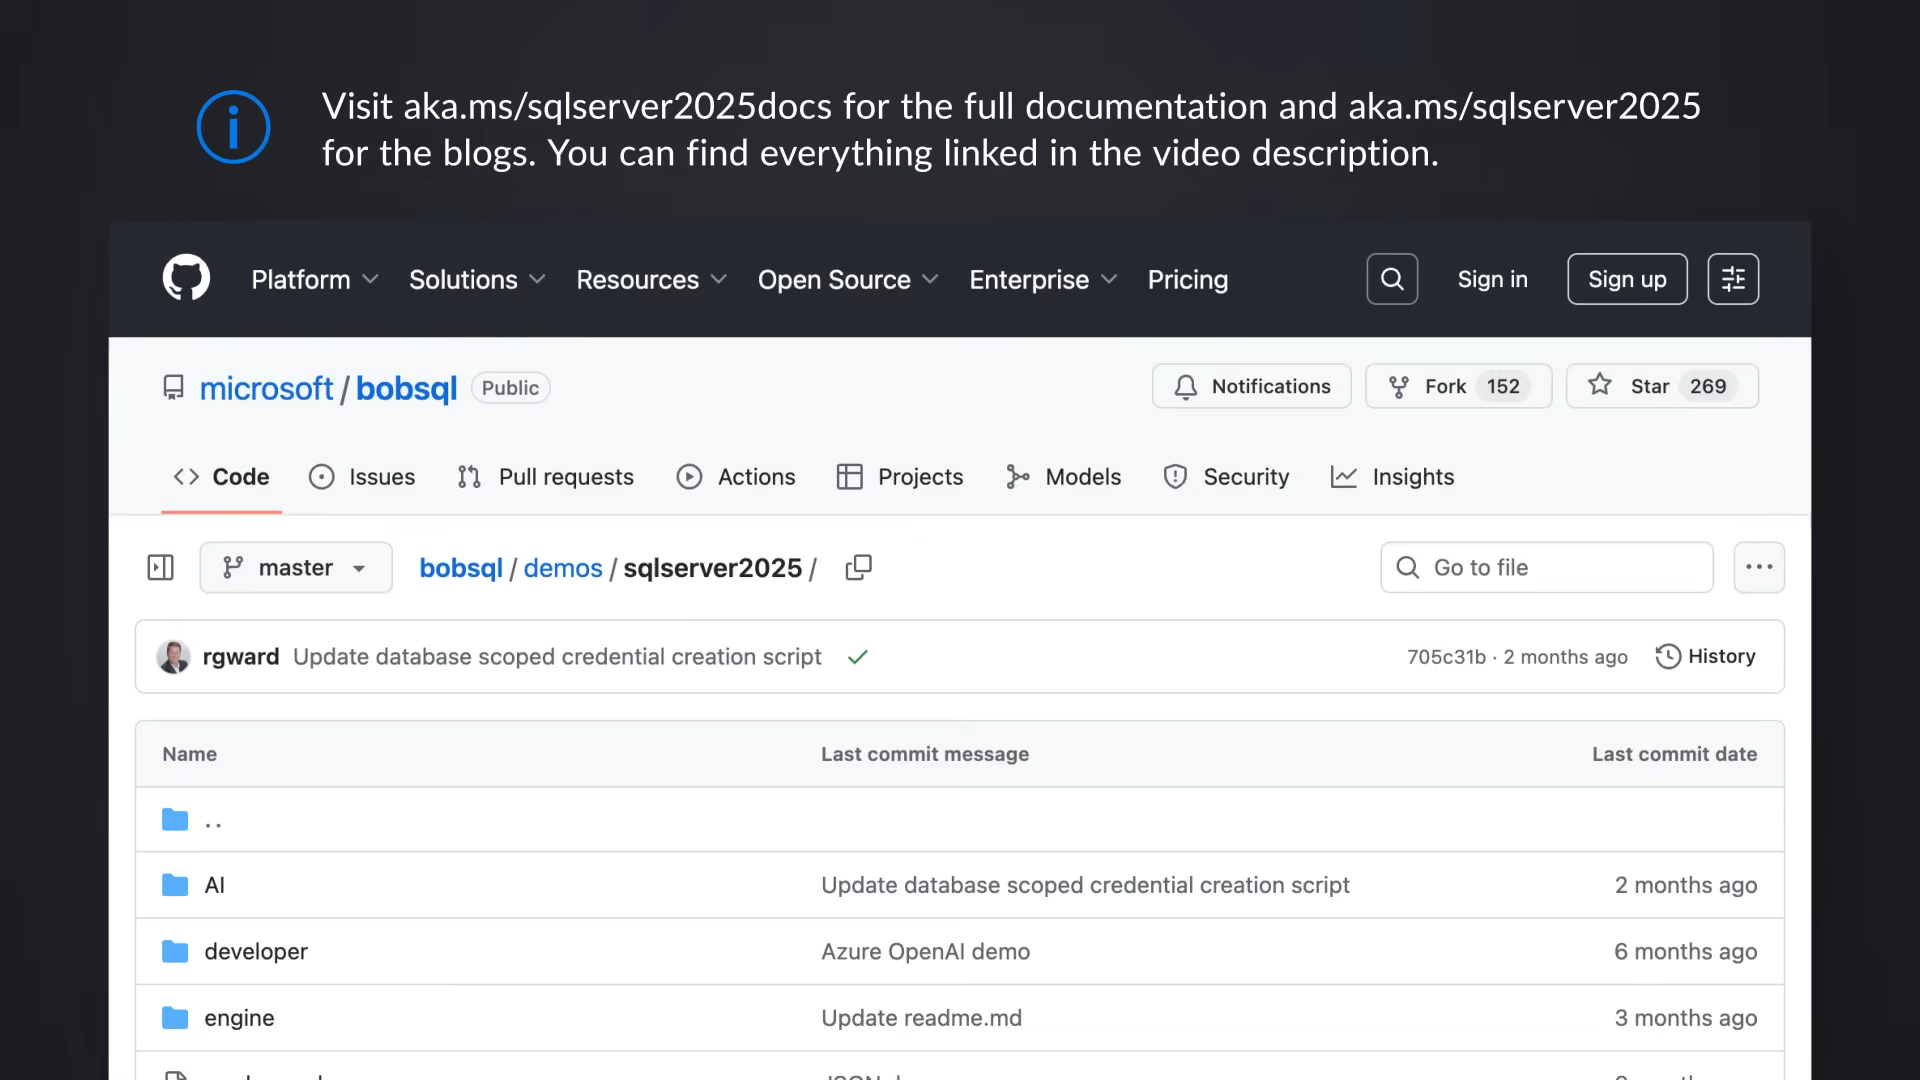 Visit aka.ms/sqlserver2025docs for the full documentation and aka.ms/sqlserver2025
for the blogs. You can find everything linked in the video description.
Platform Solutions Resources Open Source Enterprise Pricing Sign in Sign up
microsoft / bobsql Public Notifications Fork 152 Star 269
Code Issues Pull requests Actions Projects Models Security Insights
master bobsql / demos / sqlserver2025 / Go to file
rgward Update database scoped credential creation script 705c31b · 2 months ago History
Name Last commit message Last commit date
..
AI Update database scoped credential creation script 2 months ago
developer Azure OpenAI demo 6 months ago
engine Update readme.md 3 months ago